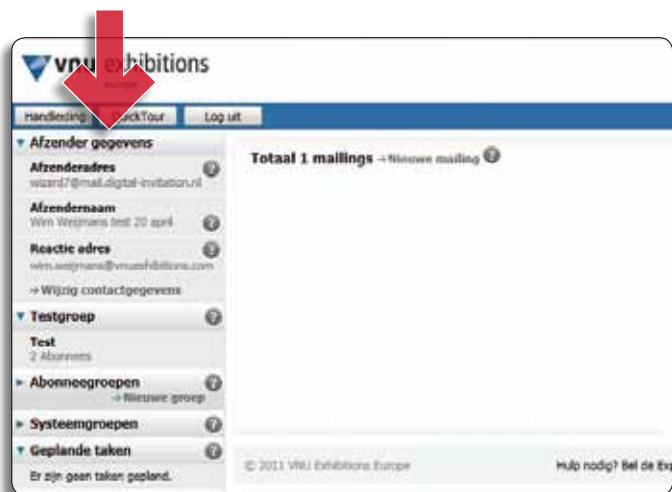 vnu exhibitions
europe
Handleiding QuickTour Log uit
Afzender gegevens
Afzenderadres
wizard7@mail.digital-invitation.nl
Afzendernaam
Wim Weijmans test 20 april
Reactie adres
wim.weijmans@vnuexhibitions.com
→Wijzig contactgegevens
Testgroep
Test
2 Abonnees
Abonneegroepen
→Nieuwe groep
Systeemgroepen
Geplande taken
Er zijn geen taken gepland.
Totaal 1 mailings →Nieuwe mailing
© 2011 VNU Exhibitions Europe
Hulp nodig? Bel de Ex